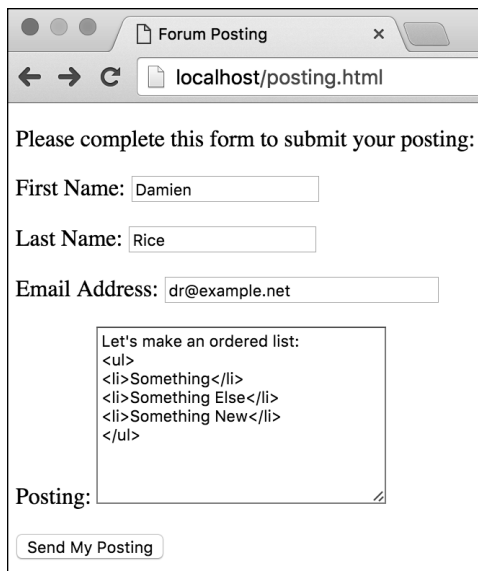 Forum Posting
localhost/posting.html
Please complete this form to submit your posting:
First Name: Damien
Last Name: Rice
Email Address: dr@example.net
Let's make an ordered list:
<ul>
<li>Something</li>
<li>Something Else</li>
<li>Something New</li>
</ul>
Posting:
Send My Posting